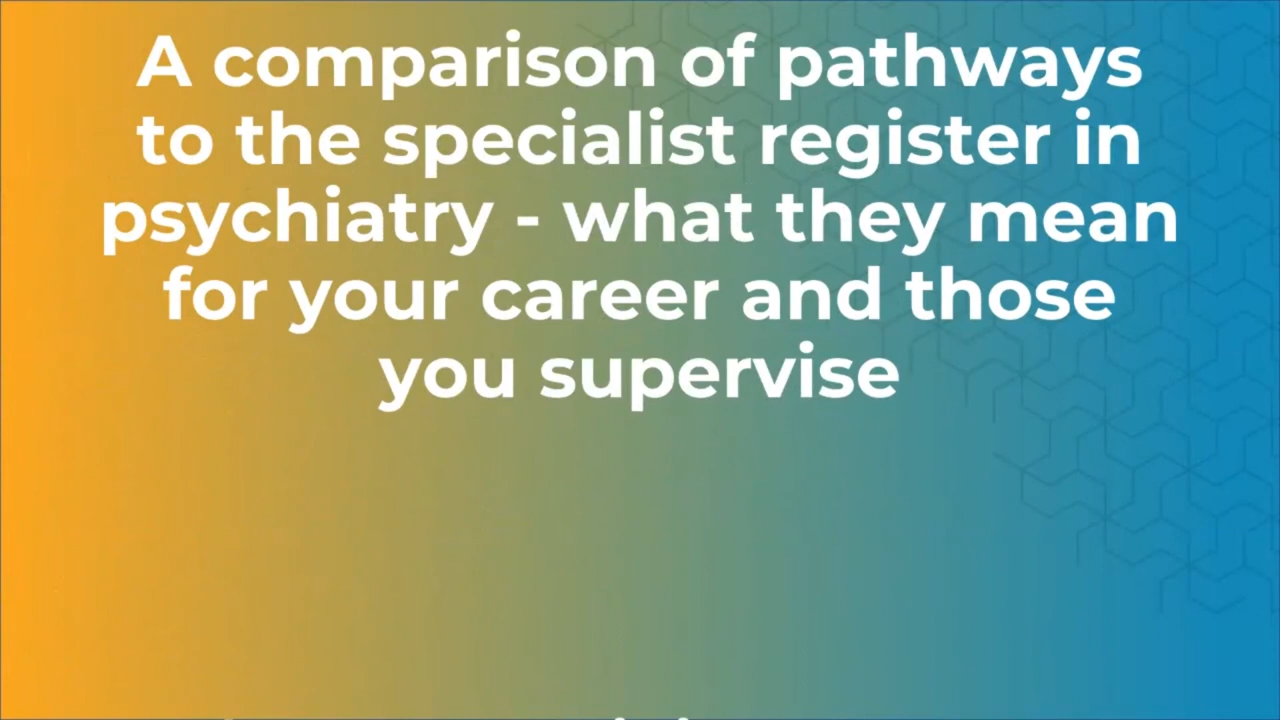 A comparison of pathways
to the specialist register in
psychiatry - what they mean
for your career and those
you supervise